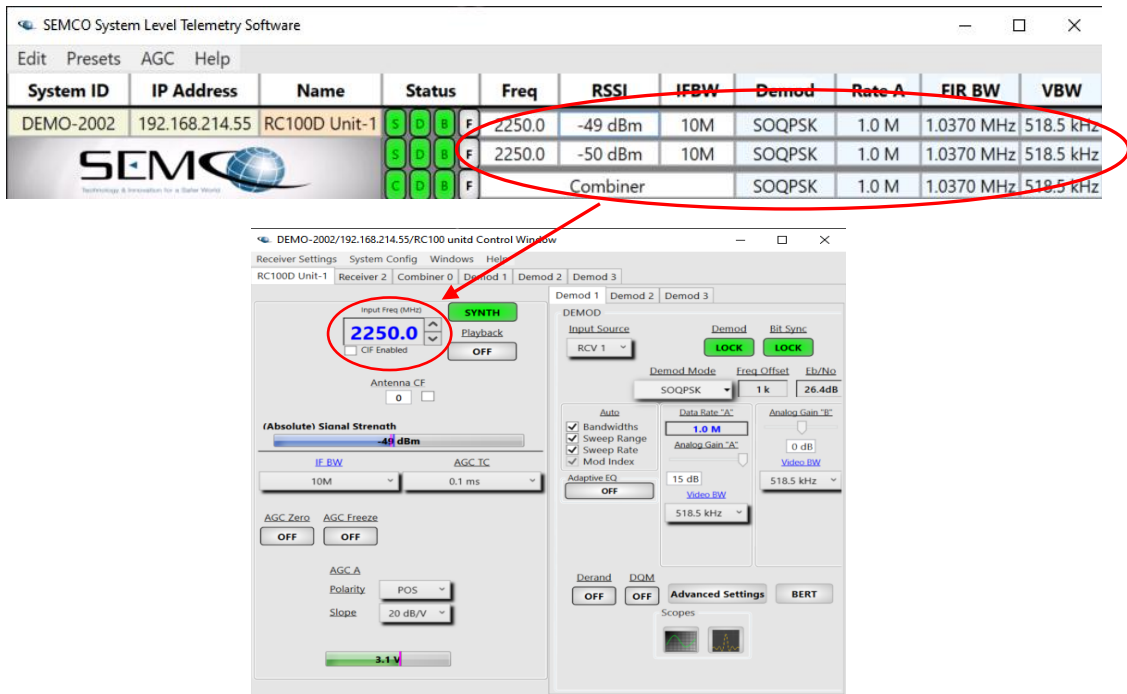 SEMCO System Level Telemetry Software
Edit Presets AGC Help
System ID IP Address Name Status Freq RSSI IFBW Demod Rate A FIR BW VBW
DEMO-2002 192.168.214.55 RC100D Unit-1 S D B F 2250.0 -49 dBm 10M SOQPSK 1.0 M 1.0370 MHz 518.5 kHz
S D B F 2250.0 -50 dBm 10M SOQPSK 1.0 M 1.0370 MHz 518.5 kHz
SEMCO
Technology & Innovation for a Safer World
C D B F Combiner SOQPSK 1.0 M 1.0370 MHz 518.5 kHz
DEMO-2002/192.168.214.55/RC100 unitd Control Window
Receiver Settings System Config Windows Help
RC100D Unit-1 Receiver 2 Combiner 0 Demod 1 Demod 2 Demod 3
Input Freq (MHz)
SYNTH
2250.0
CIF Enabled
Playback
OFF
Antenna CF
0
(Absolute) Signal Strength
-49 dBm
IF BW AGC TC
10M 0.1 ms
AGC Zero AGC Freeze
OFF OFF
AGC A
Polarity POS
Slope 20 dB/V
3.1 V
Demod 1 Demod 2 Demod 3
DEMOD
Input Source Demod Bit Sync
RCV 1 LOCK LOCK
Demod Mode Freq Offset Eb/No
SOQPSK 1 k 26.4dB
Auto
Bandwidths
Sweep Range
Sweep Rate
Mod Index
Adaptive EQ
OFF
Data Rate "A"
1.0 M
Analog Gain "A"
15 dB
Video BW
518.5 kHz
Analog Gain "B"
0 dB
Video BW
518.5 kHz
Derand DQM
OFF OFF Advanced Settings BERT
Scopes